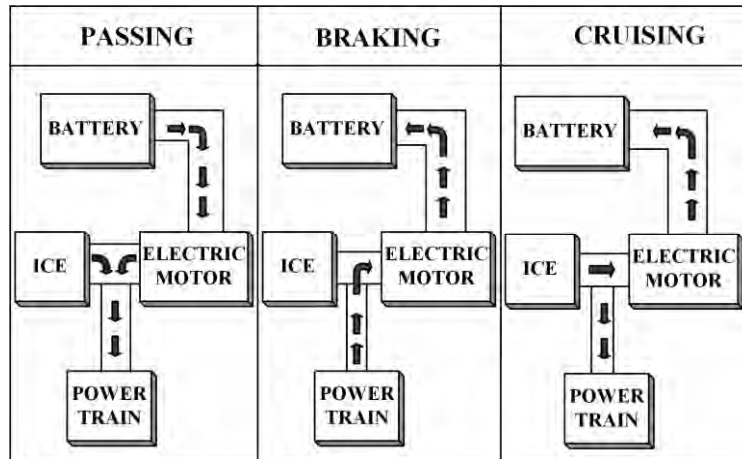 PASSING
BATTERY
ICE
ELECTRIC
MOTOR
POWER
TRAIN
BRAKING
BATTERY
ICE
ELECTRIC
MOTOR
POWER
TRAIN
CRUISING
BATTERY
ICE
ELECTRIC
MOTOR
POWER
TRAIN